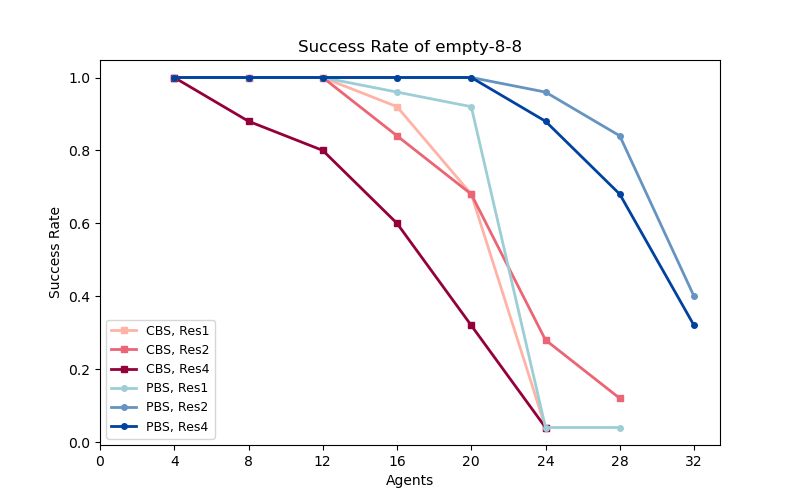 Success Rate of empty-8-8
1.0
0.8
0.6
0.4
0.2
0.0
Success Rate
CBS, Res1
CBS, Res2
CBS, Res4
PBS, Res1
PBS, Res2
PBS, Res4
0 4 8 12 16 20 24 28 32
Agents